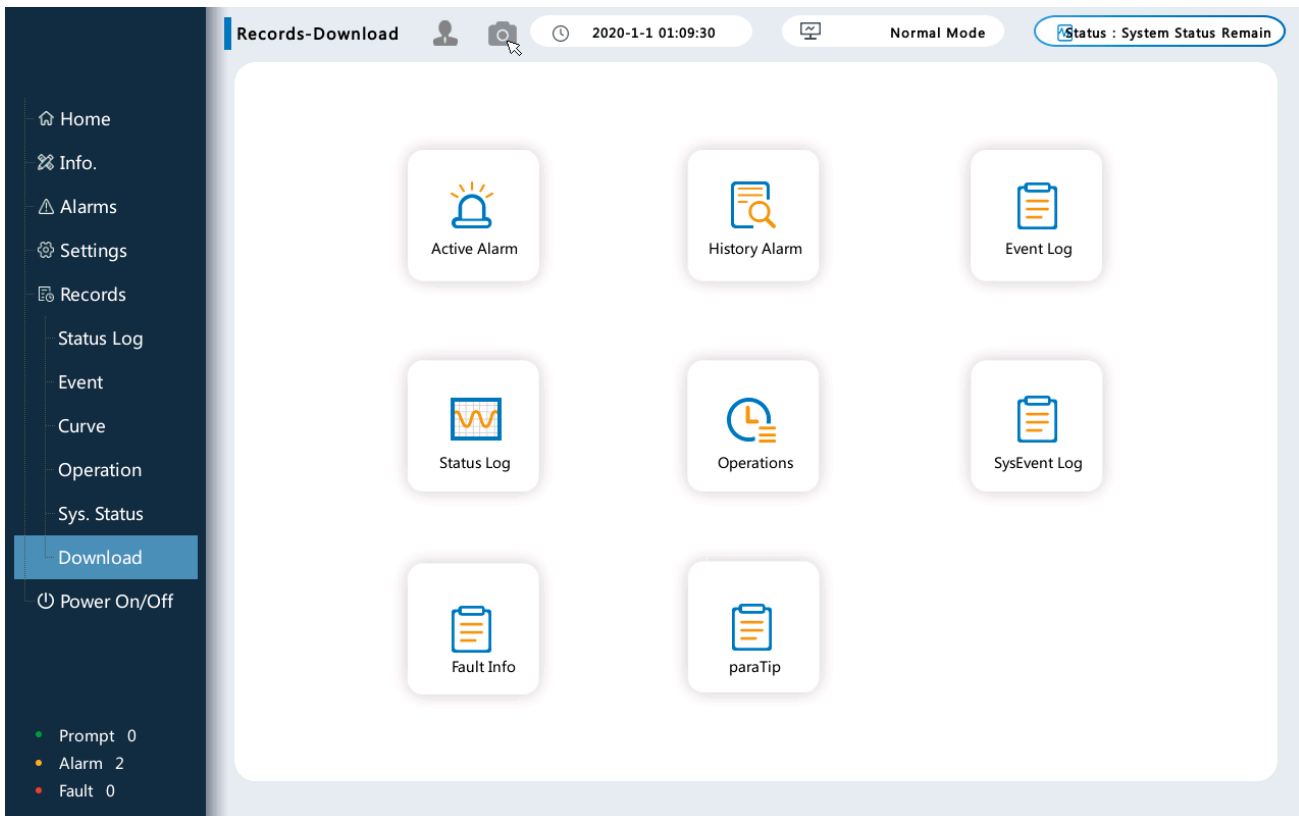 Records-Download
2020-1-1 01:09:30
Normal Mode
Status : System Status Remain
Home
Info.
Alarms
Settings
Records
Status Log
Event
Curve
Operation
Sys. Status
Download
Power On/Off
Prompt 0
Alarm 2
Fault 0
Active Alarm
History Alarm
Event Log
Status Log
Operations
SysEvent Log
Fault Info
paraTip